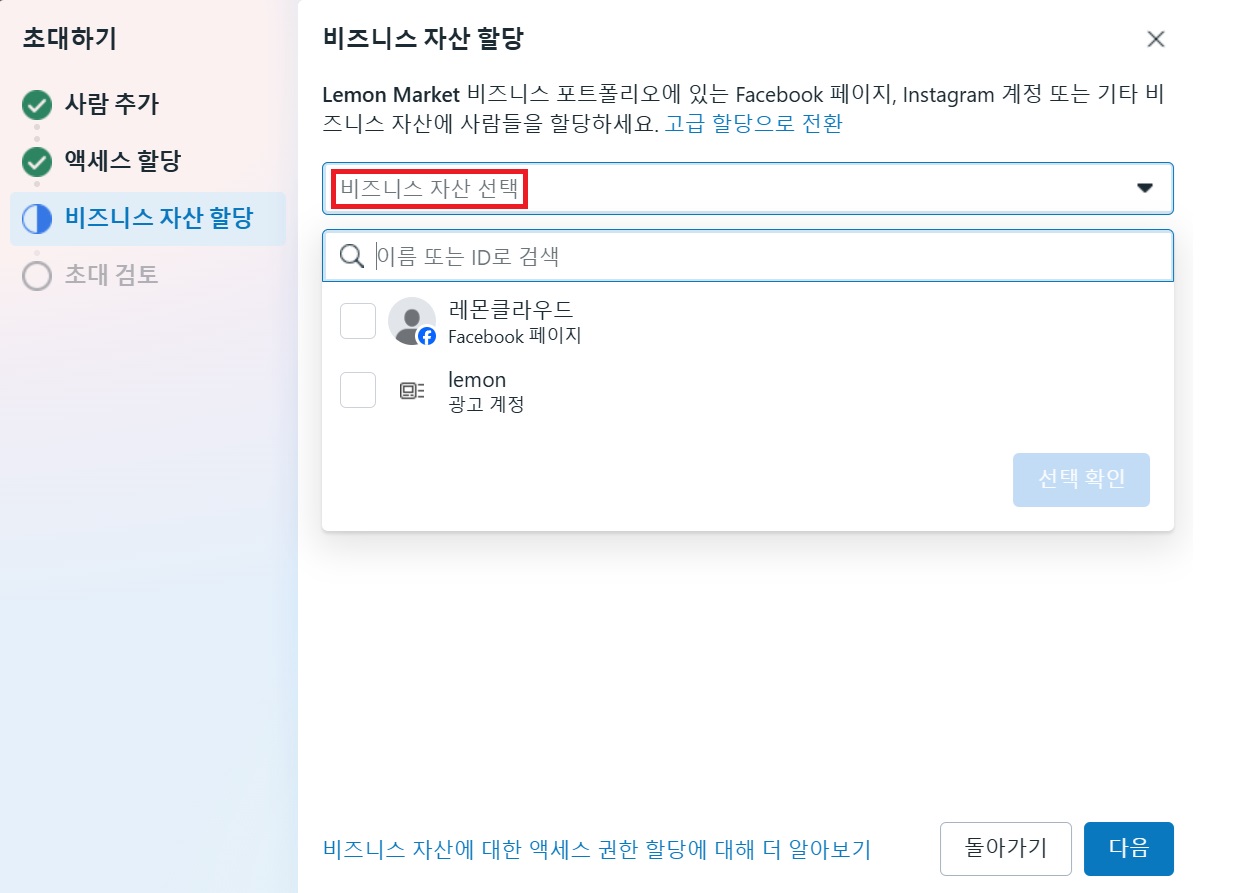 초대하기
사람 추가
액세스 할당
비즈니스 자산 할당
초대 검토
비즈니스 자산 할당
Lemon Market 비즈니스 포트폴리오에 있는 Facebook 페이지, Instagram 계정 또는 기타 비
즈니스 자산에 사람들을 할당하세요. 고급 할당으로 전환
비즈니스 자산 선택
이름 또는 ID로 검색
레몬클라우드
Facebook 페이지
lemon
광고 계정
선택 확인
비즈니스 자산에 대한 액세스 권한 할당에 대해 더 알아보기
돌아가기
다음